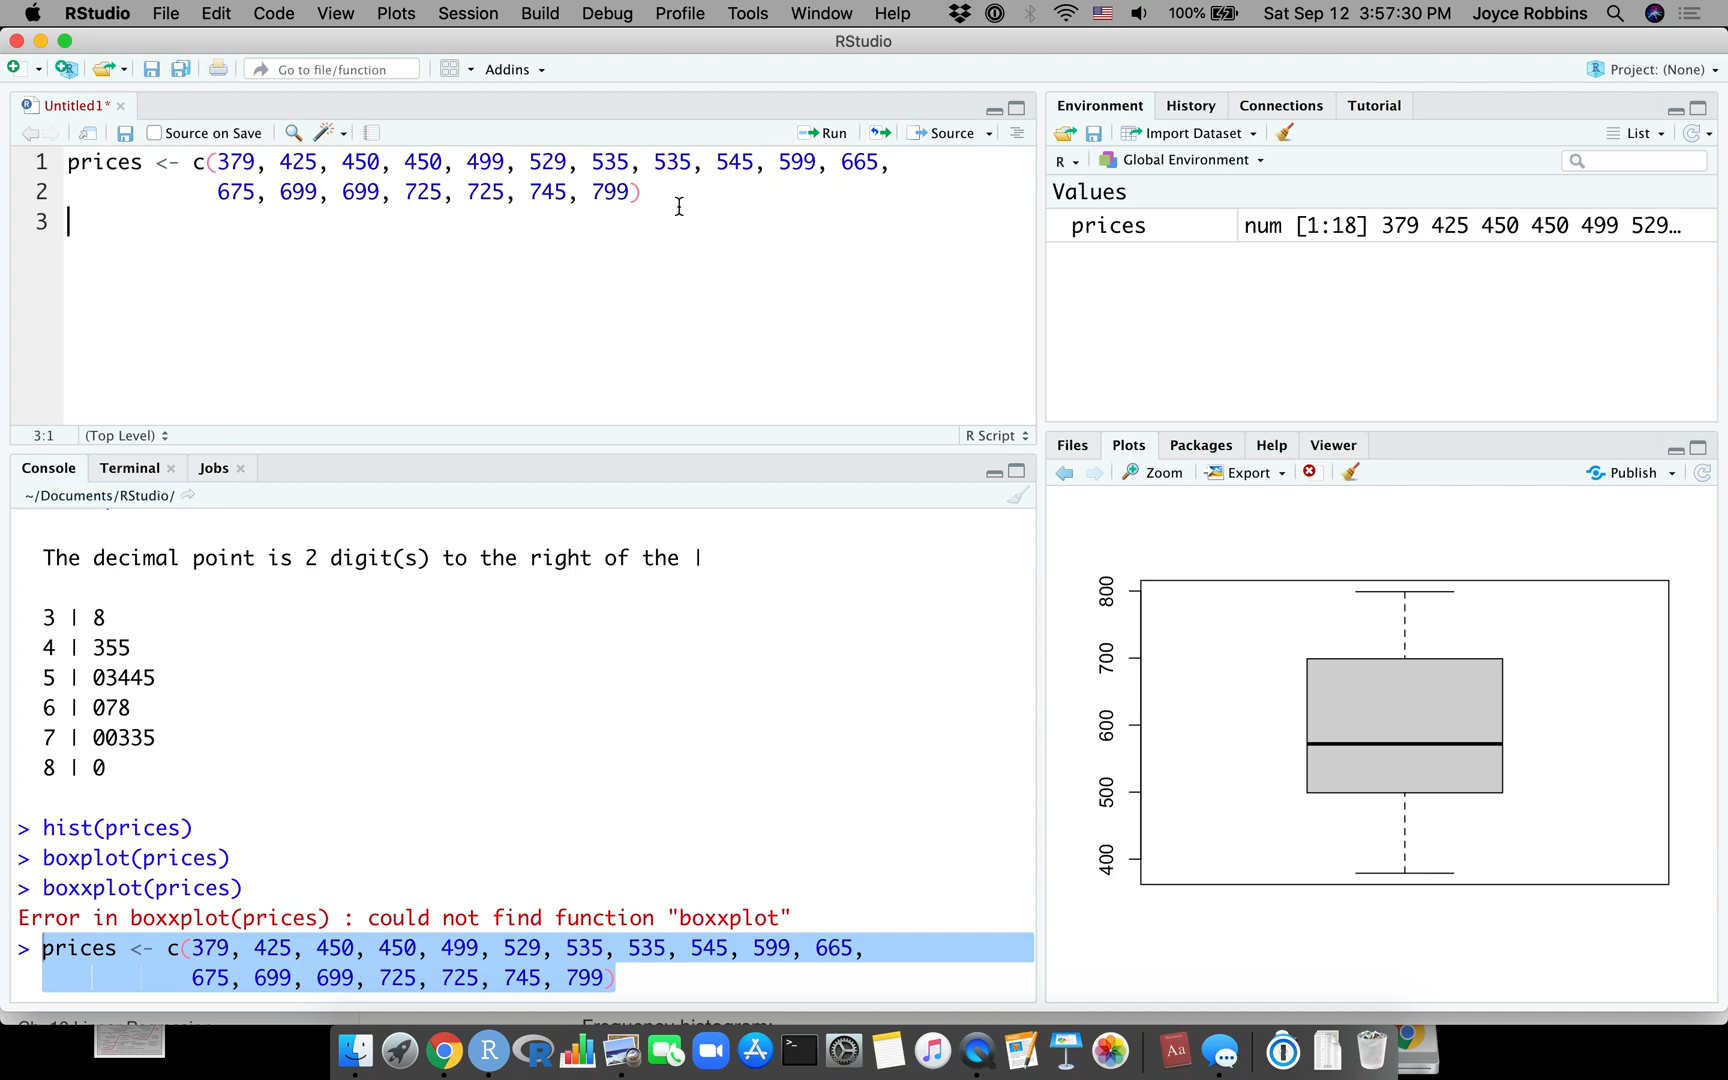 RStudio File Edit Code View Plots Session Build Debug Profile Tools Window Help 100% Sat Sep 12 3:57:30 PM Joyce Robbins
RStudio
Go to file/function Addins Project: (None)
Untitled1*
Source on Save Run Source
1 prices <- c(379, 425, 450, 450, 499, 529, 535, 535, 545, 599, 665,
2 675, 699, 699, 725, 725, 745, 799)
3
3:1 (Top Level) R Script
Console Terminal Jobs
~/Documents/RStudio/
The decimal point is 2 digit(s) to the right of the |
3 | 8
4 | 355
5 | 03445
6 | 078
7 | 00335
8 | 0
> hist(prices)
> boxplot(prices)
> boxxplot(prices)
Error in boxxplot(prices) : could not find function "boxxplot"
> prices <- c(379, 425, 450, 450, 499, 529, 535, 535, 545, 599, 665,
675, 699, 699, 725, 725, 745, 799)
Environment History Connections Tutorial
Import Dataset List
R Global Environment
Values
prices num [1:18] 379 425 450 450 499 529…
Files Plots Packages Help Viewer
Zoom Export Publish
800
700
600
500
400